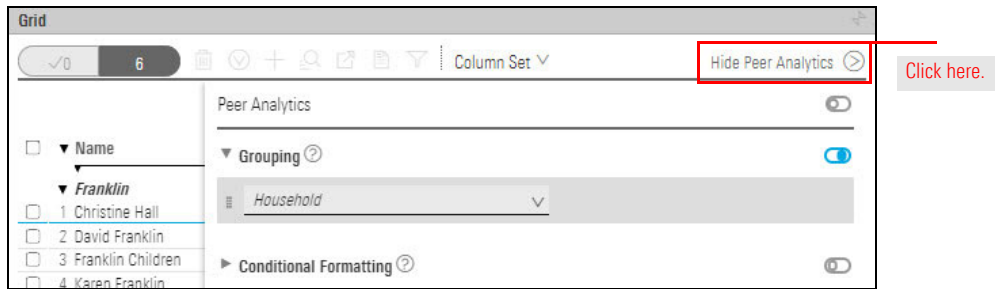 Grid
✓0 6 Column Set Hide Peer Analytics
Click here.
Peer Analytics
Name
Grouping ?
Franklin
Household
1 Christine Hall
2 David Franklin
3 Franklin Children
Conditional Formatting ?
4 Karen Franklin